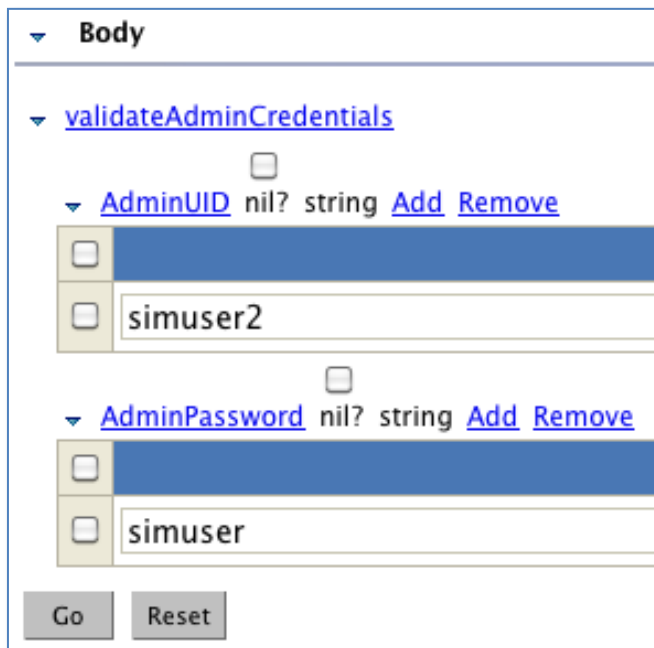 Body
validateAdminCredentials
AdminUID nil? string Add Remove
simuser2
AdminPassword nil? string Add Remove
simuser
Go Reset